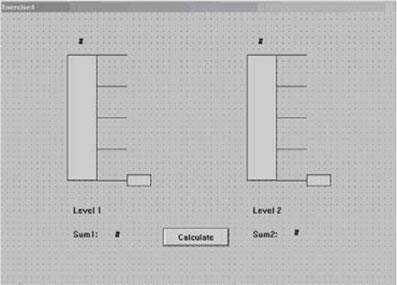 Exercise4
# #
Level 1 Level 2
Sum1: # Calculate Sum2: #